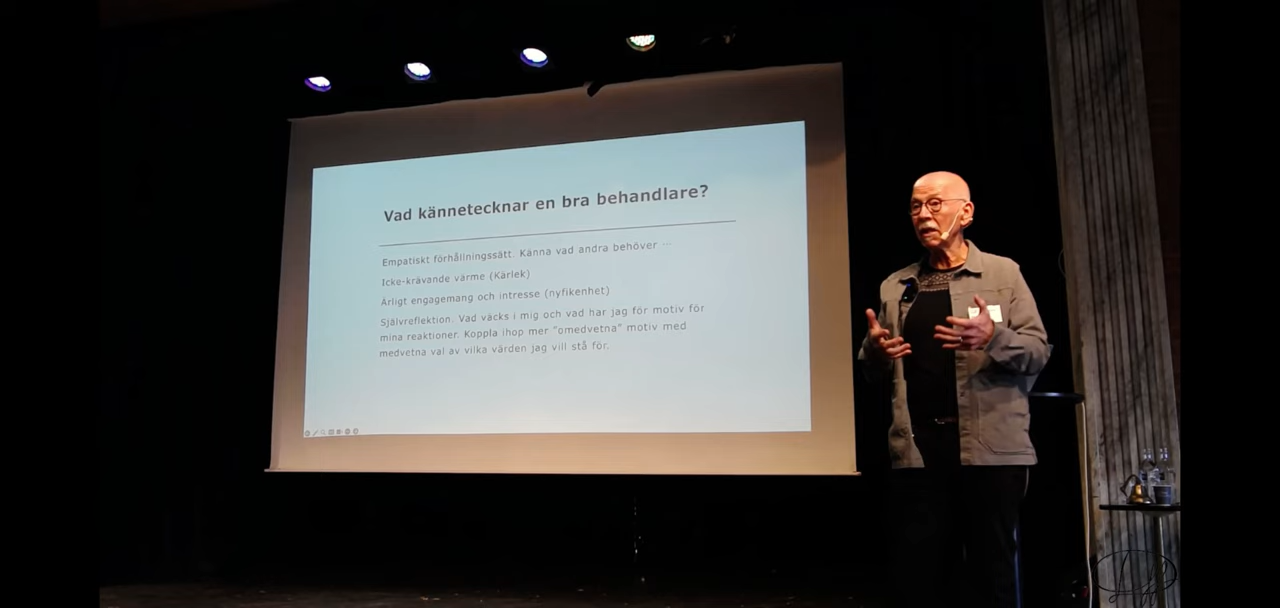 Vad kännetecknar en bra behandlare?
Empatiskt förhållningssätt. Känna vad andra behöver ...
Icke-krävande värme (Kärlek)
Ärligt engagemang och intresse (nyfikenhet)
Självreflektion. Vad väcks i mig och vad har jag för motiv för
mina reaktioner. Koppla ihop mer "omedvetna" motiv med
medvetna val av vilka värden jag vill stå för.